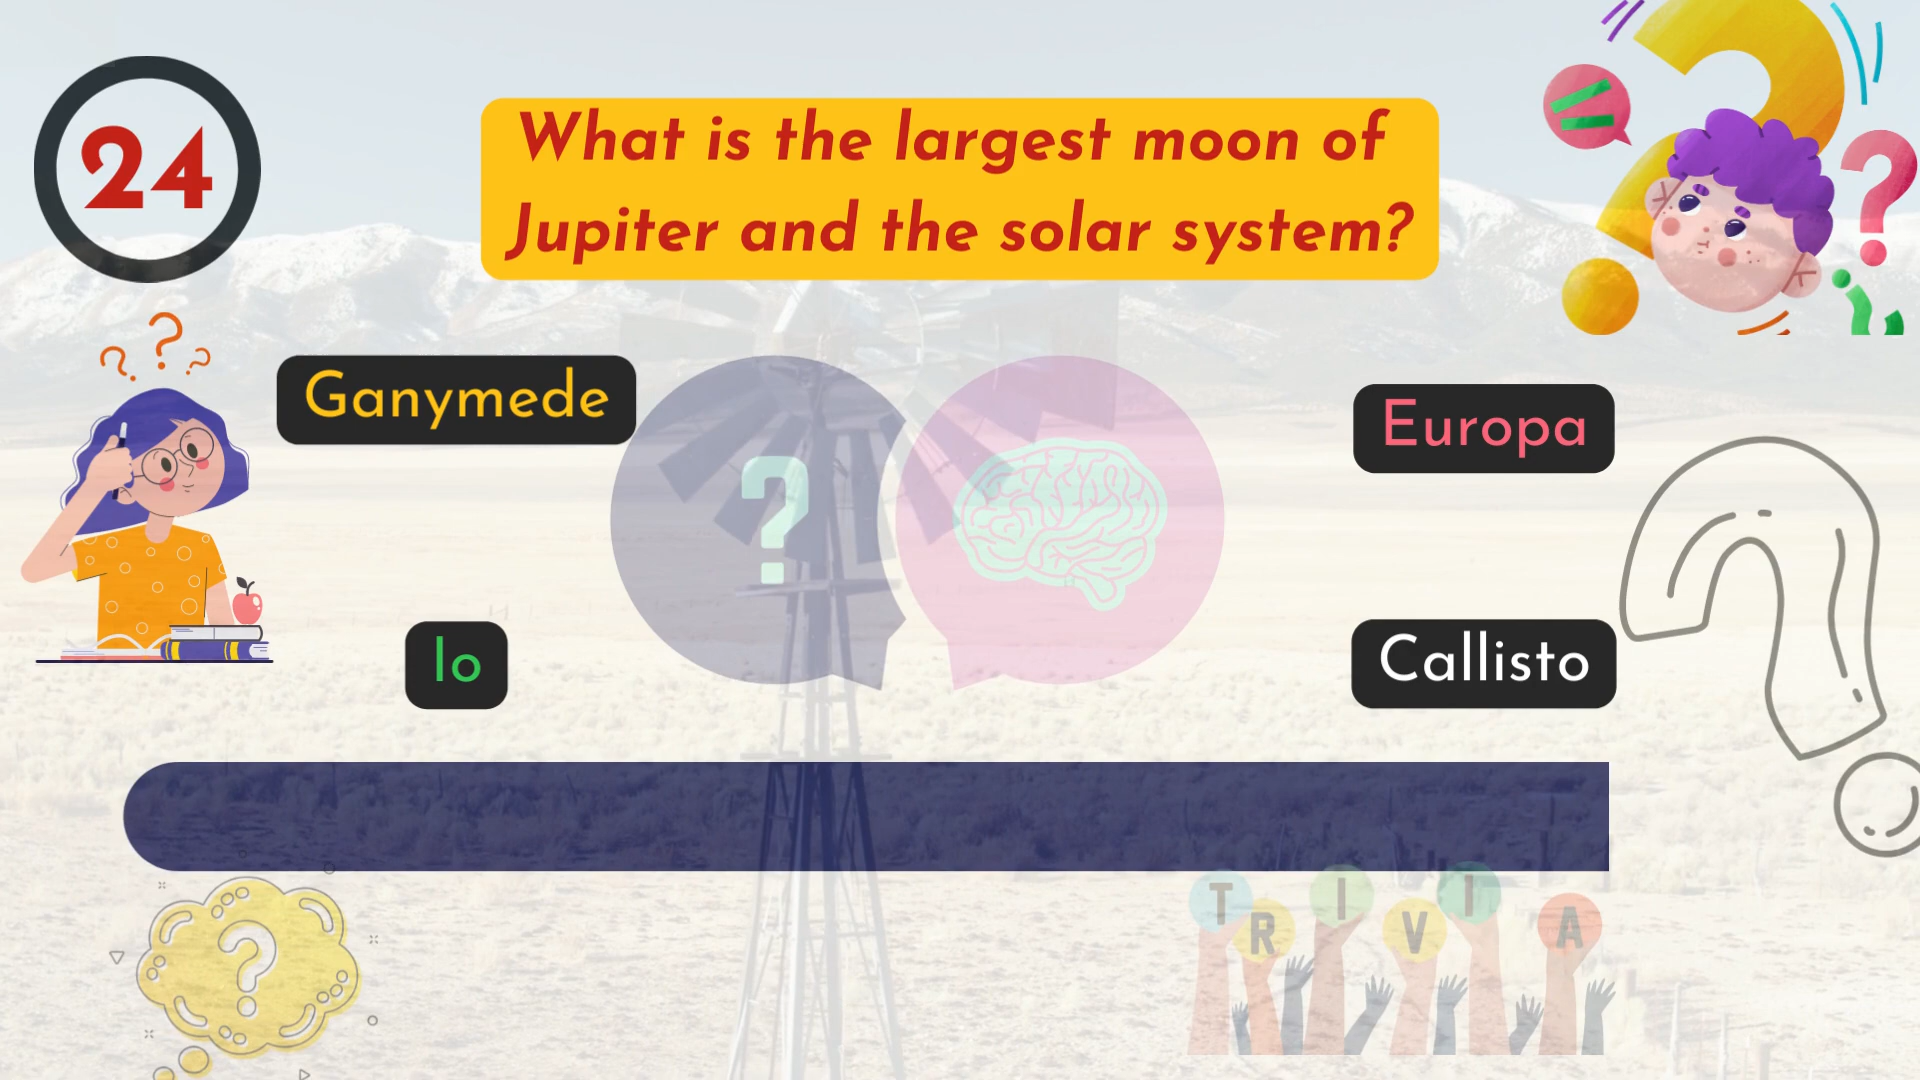 24
What is the largest moon of
Jupiter and the solar system?
Ganymede
Europa
Io
Callisto
TRIVIA